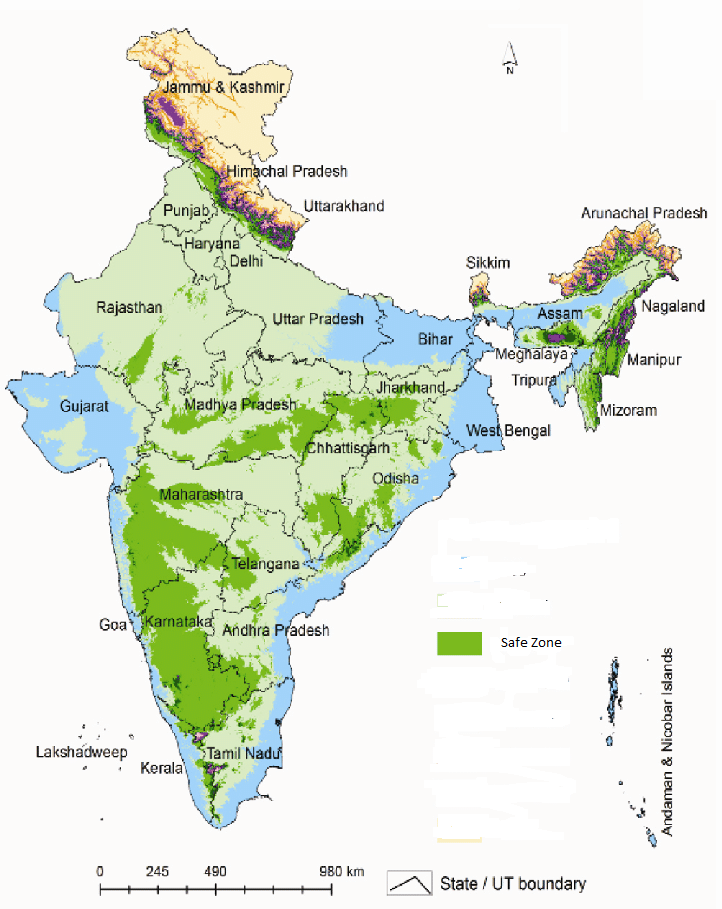 N
Jammu & Kashmir
Himachal Pradesh
Uttarakhand
Punjab
Haryana
Delhi
Arunachal Pradesh
Sikkim
Rajasthan
Uttar Pradesh
Bihar
Assam
Nagaland
Meghalaya
Manipur
Tripura
Mizoram
Gujarat
Madhya Pradesh
Jharkhand
West Bengal
Chhattisgarh
Odisha
Maharashtra
Telangana
Goa
Karnataka
Andhra Pradesh
Safe Zone
Lakshadweep
Kerala
Tamil Nadu
Andaman & Nicobar Islands
0 245 490 980 km
State / UT boundary